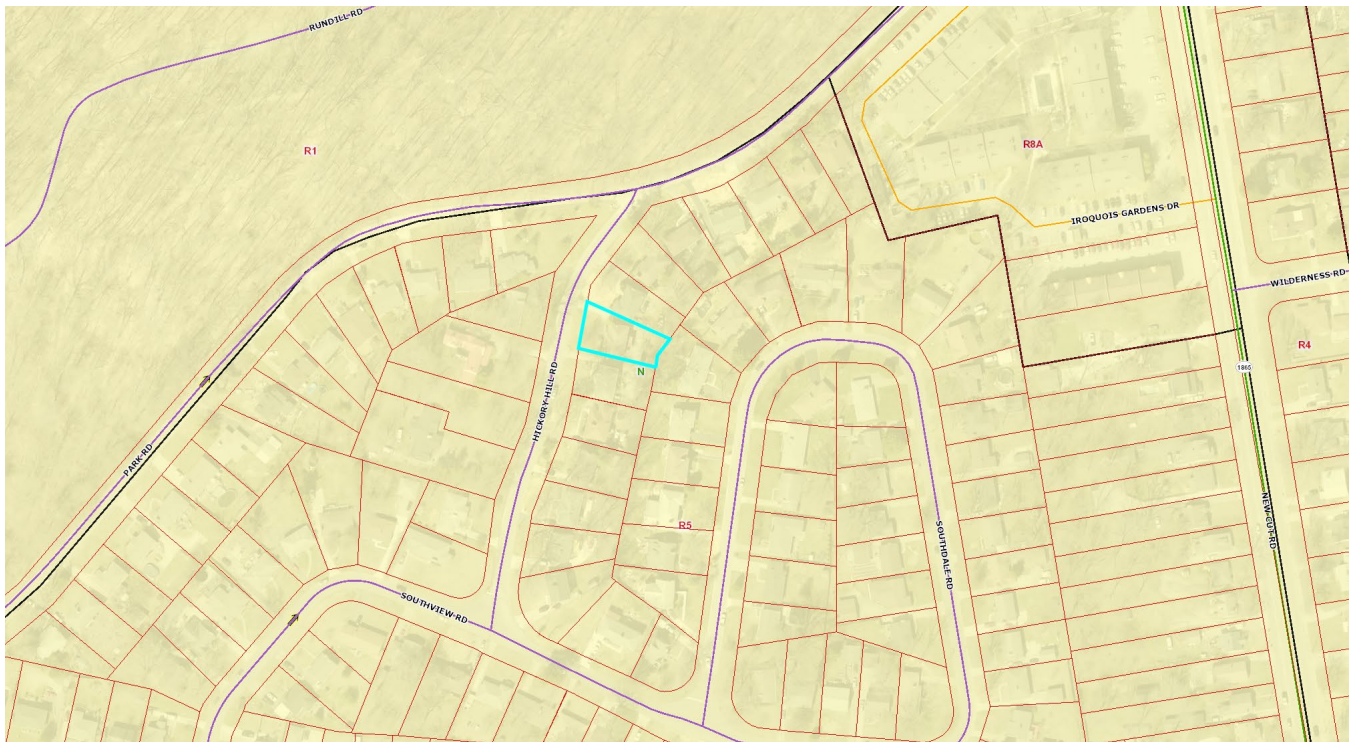 RUNDILL RD
R1
R8A
IROQUOIS GARDENS DR
WILDERNESS RD
R4
1865
HICKORY HILL RD
N
PARK RD
NEW CUT RD
R5
SOUTHDALE RD
SOUTHVIEW RD